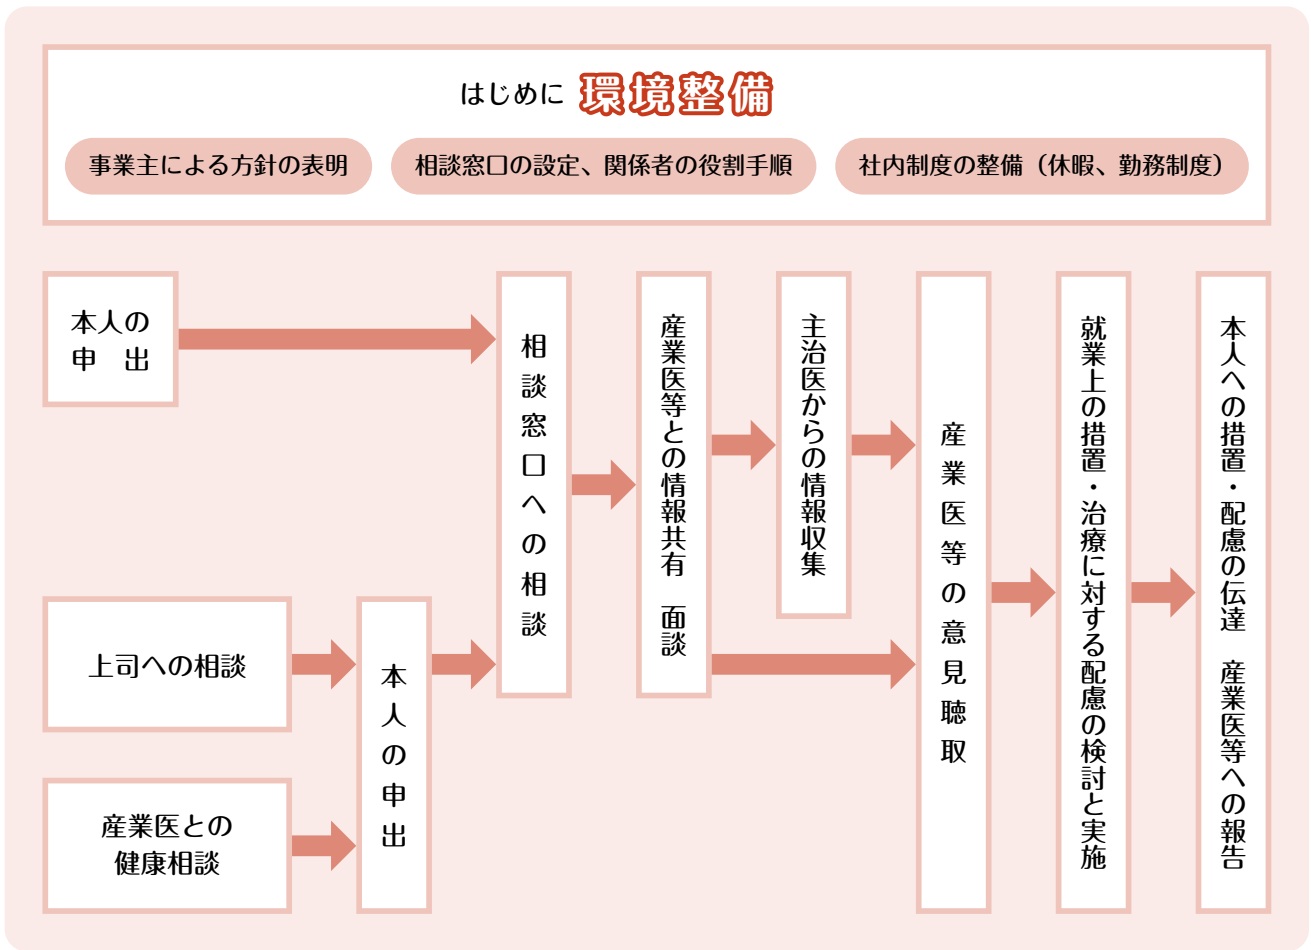 はじめに 環境整備
事業主による方針の表明
相談窓口の設定、関係者の役割手順
社内制度の整備（休暇、勤務制度）
本人の
申　出
上司への相談
産業医との
健康相談
本人の申出
相談窓口への相談
産業医等との情報共有　面談
主治医からの情報収集
産業医等の意見聴取
就業上の措置・治療に対する配慮の検討と実施
本人への措置・配慮の伝達　産業医等への報告